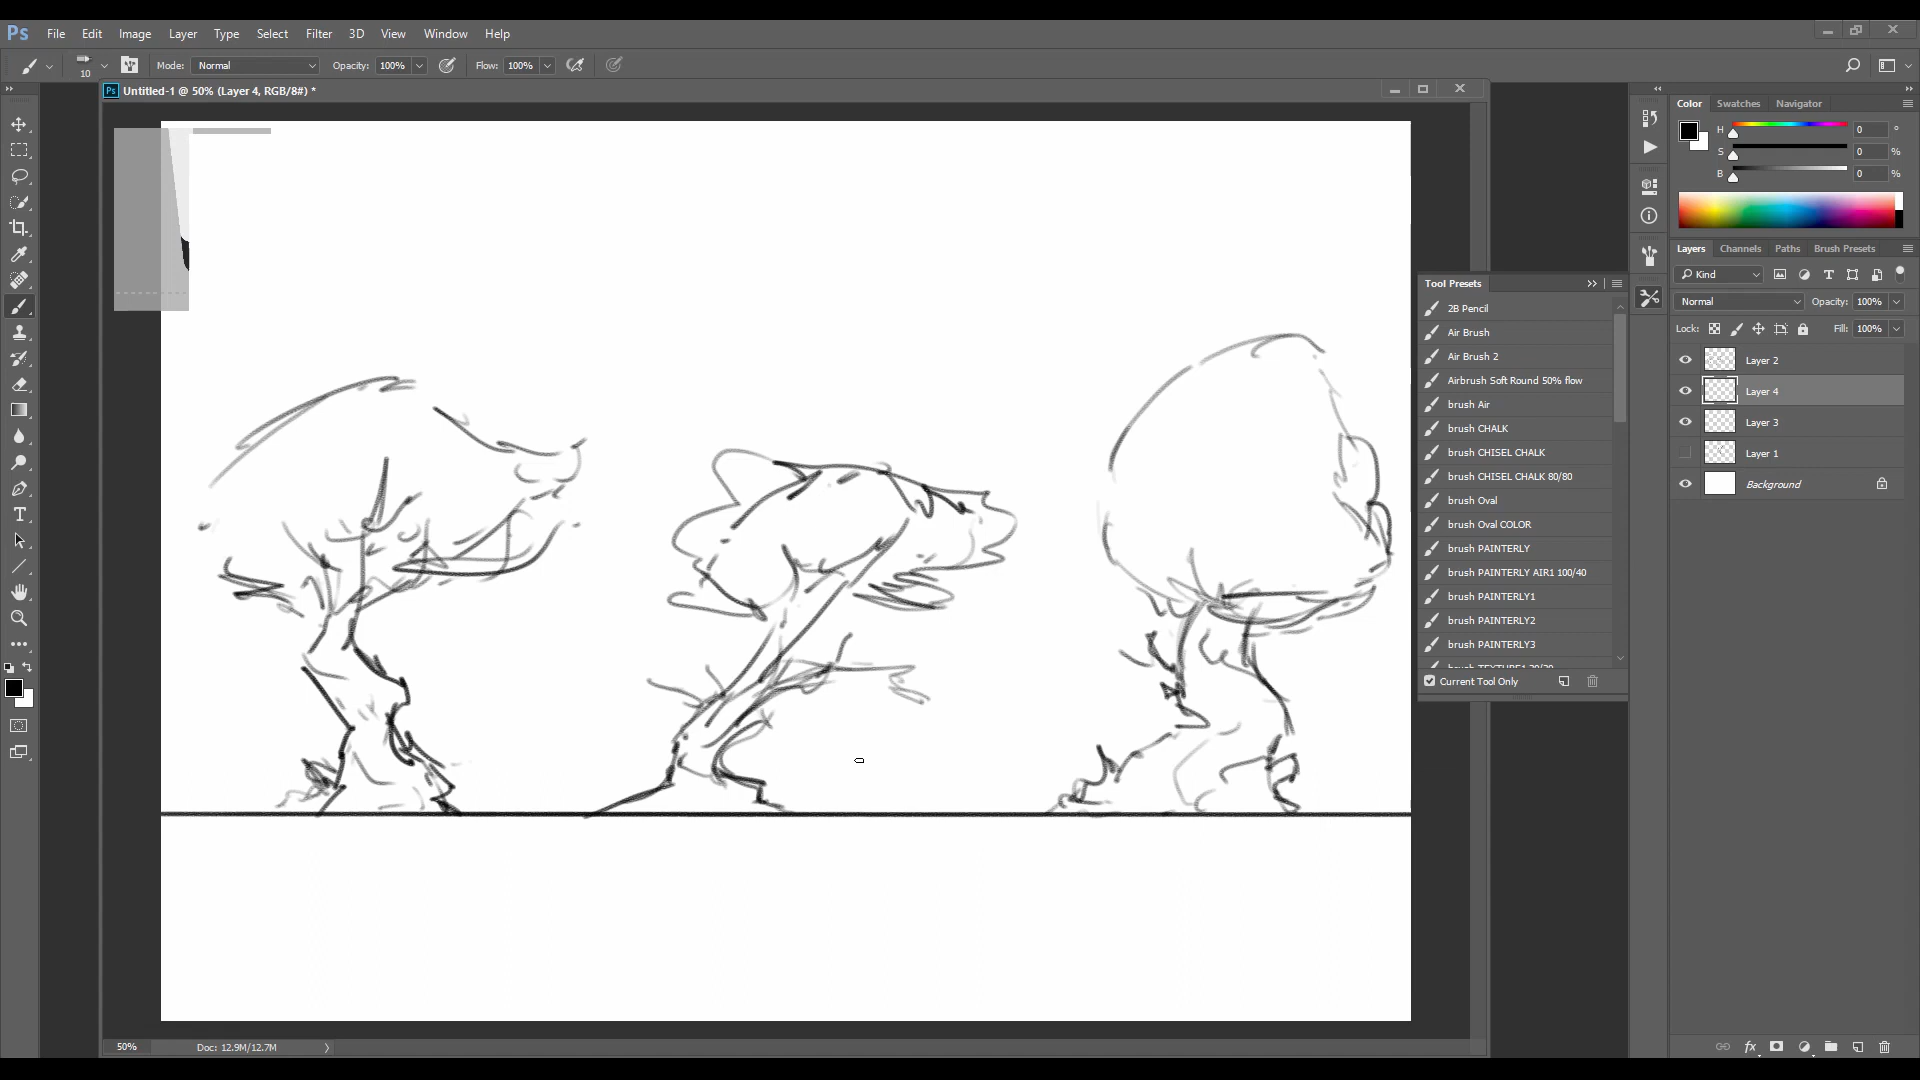 Ps File Edit Image Layer Type Select Filter 3D View Window Help
10 Mode: Normal Opacity: 100% Flow: 100%
Ps Untitled-1 @ 50% (Layer 4, RGB/8#) *
Color Swatches Navigator
H 0 °
S 0 %
B 0 %
Layers Channels Paths Brush Presets
Kind
Normal Opacity: 100%
Lock: Fill: 100%
Layer 2
Layer 4
Layer 3
Layer 1
Background
Tool Presets
2B Pencil
Air Brush
Air Brush 2
Airbrush Soft Round 50% flow
brush Air
brush CHALK
brush CHISEL CHALK
brush CHISEL CHALK 80/80
brush Oval
brush Oval COLOR
brush PAINTERLY
brush PAINTERLY AIR1 100/40
brush PAINTERLY1
brush PAINTERLY2
brush PAINTERLY3
Current Tool Only
50% Doc: 12.9M/12.7M